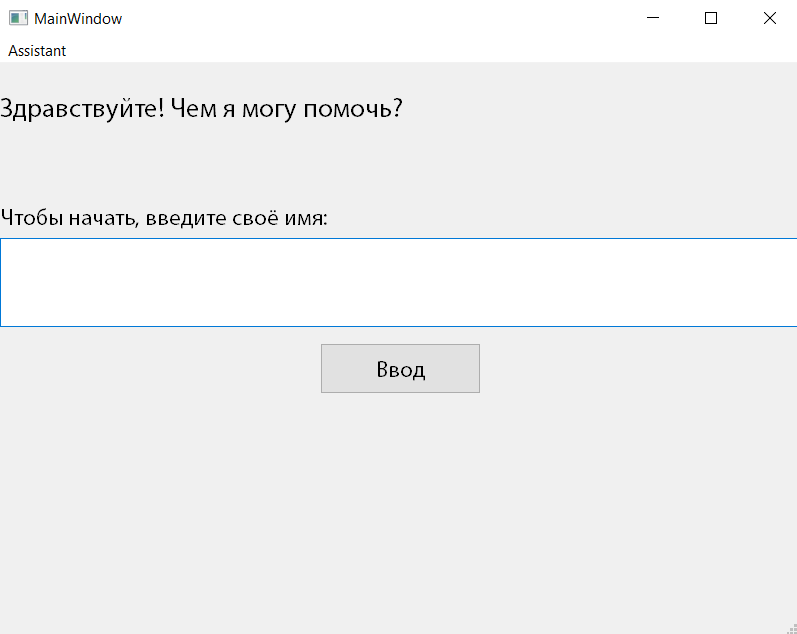 MainWindow
Assistant
Здравствуйте! Чем я могу помочь?
Чтобы начать, введите своё имя:
Ввод